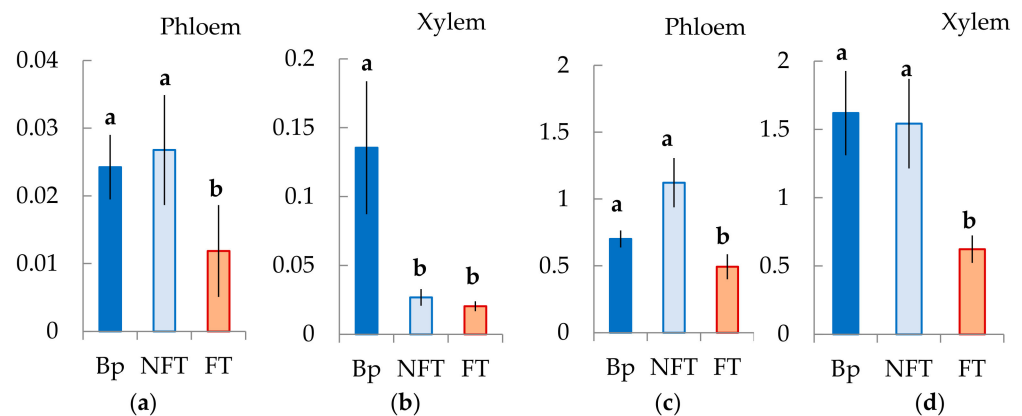 Phloem
0.04
0.03
0.02
0.01
0
a
a
b
Bp NFT FT
(a)
Xylem
0.2
0.15
0.1
0.05
0
a
b
b
Bp NFT FT
(b)
Phloem
2
1.5
1
0.5
0
a
a
b
Bp NFT FT
(c)
Xylem
2
1.5
1
0.5
0
a
a
b
Bp NFT FT
(d)